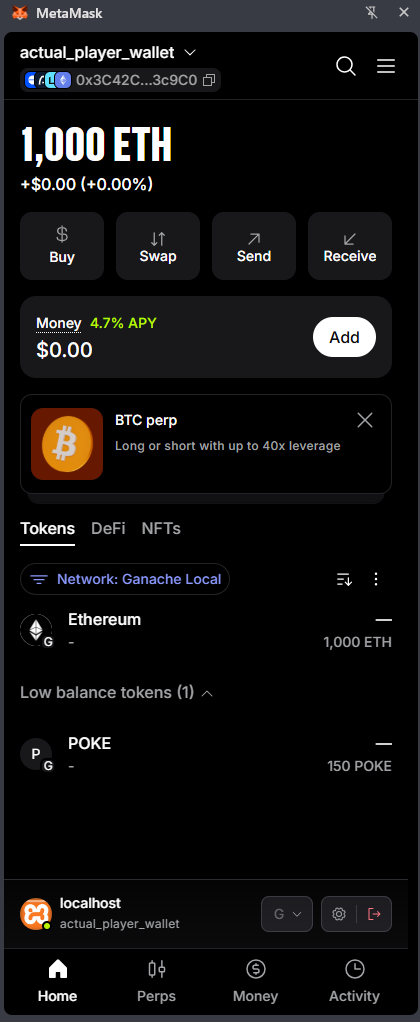 MetaMask
actual_player_wallet
0x3C42C...3c9C0
1,000 ETH
+$0.00 (+0.00%)
Buy
Swap
Send
Receive
Money 4.7% APY
$0.00
Add
BTC perp
Long or short with up to 40x leverage
Tokens DeFi NFTs
Network: Ganache Local
Ethereum —
G
- 1,000 ETH
Low balance tokens (1)
POKE —
P
G
- 150 POKE
localhost
actual_player_wallet
G
Home
Perps
Money
Activity